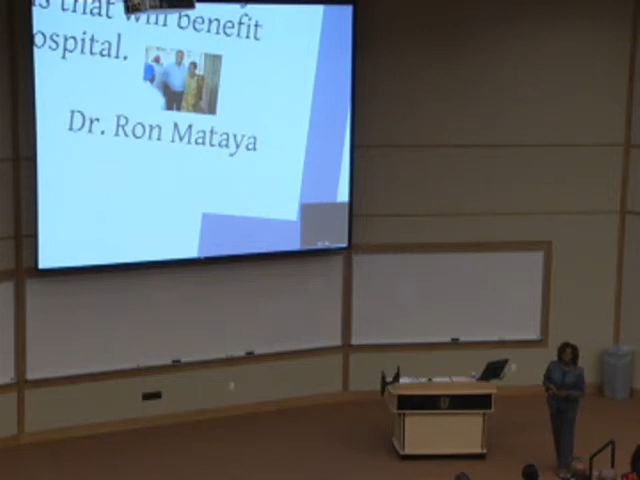 that will benefit
ospital.
Dr. Ron Mataya